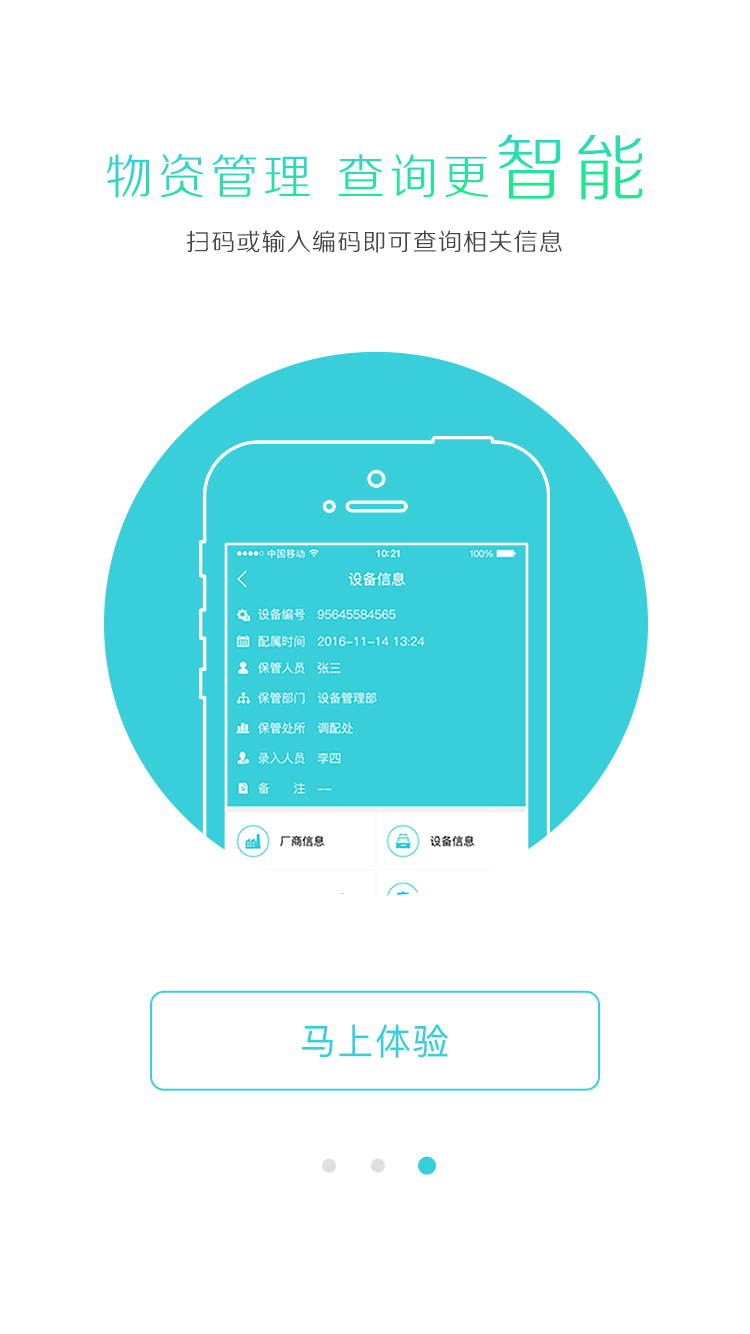 物资管理 查询更智能
扫码或输入编码即可查询相关信息
中国移动 10:21 100%
设备信息
设备编号 95645584565
配属时间 2016-11-14 13:24
保管人员 张三
保管部门 设备管理部
保管处所 调配处
录入人员 李四
备 注 --
厂商信息 设备信息
马上体验